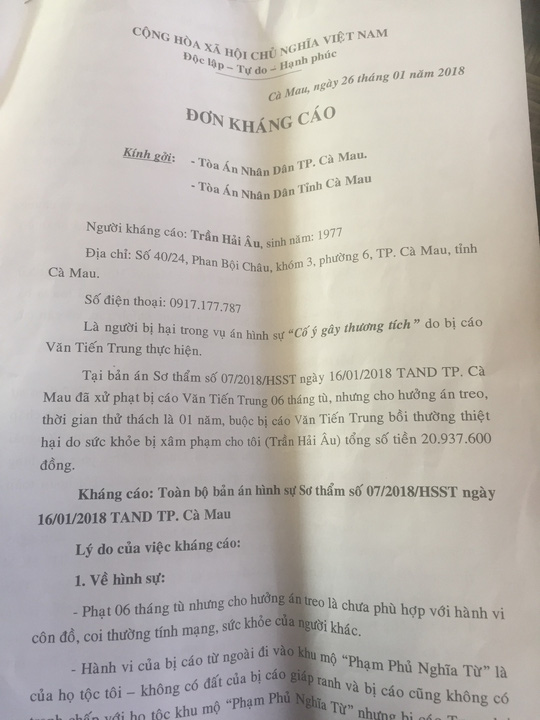 CỘNG HÒA XÃ HỘI CHỦ NGHĨA VIỆT NAM
Độc lập – Tự do – Hạnh phúc
Cà Mau, ngày 26 tháng 01 năm 2018
ĐƠN KHÁNG CÁO
Kính gởi: - Tòa Án Nhân Dân TP. Cà Mau.
- Tòa Án Nhân Dân Tỉnh Cà Mau
Người kháng cáo: Trần Hải Âu, sinh năm: 1977
Địa chỉ: Số 40/24, Phan Bội Châu, khóm 3, phường 6, TP. Cà Mau, tỉnh
Cà Mau.
Số điện thoại: 0917.177.787
Là người bị hại trong vụ án hình sự “Cố ý gây thương tích” do bị cáo
Văn Tiến Trung thực hiện.
Tại bản án Sơ thẩm số 07/2018/HSST ngày 16/01/2018 TAND TP. Cà
Mau đã xử phạt bị cáo Văn Tiến Trung 06 tháng tù, nhưng cho hưởng án treo,
thời gian thử thách là 01 năm, buộc bị cáo Văn Tiến Trung bồi thường thiệt
hại do sức khỏe bị xâm phạm cho tôi (Trần Hải Âu) tổng số tiền 20.937.600
đồng.
Kháng cáo: Toàn bộ bản án hình sự Sơ thẩm số 07/2018/HSST ngày
16/01/2018 TAND TP. Cà Mau
Lý do của việc kháng cáo:
1. Về hình sự:
- Phạt 06 tháng tù nhưng cho hưởng án treo là chưa phù hợp với hành vi
côn đồ, coi thường tính mạng, sức khỏe của người khác.
- Hành vi của bị cáo từ ngoài đi vào khu mộ “Phạm Phủ Nghĩa Từ” là
của họ tộc tôi – không có đất của bị cáo giáp ranh và bị cáo cũng không có
tranh chấp với họ tộc khu mộ “Phạm Phủ Nghĩa Từ” nhưng bị cáo